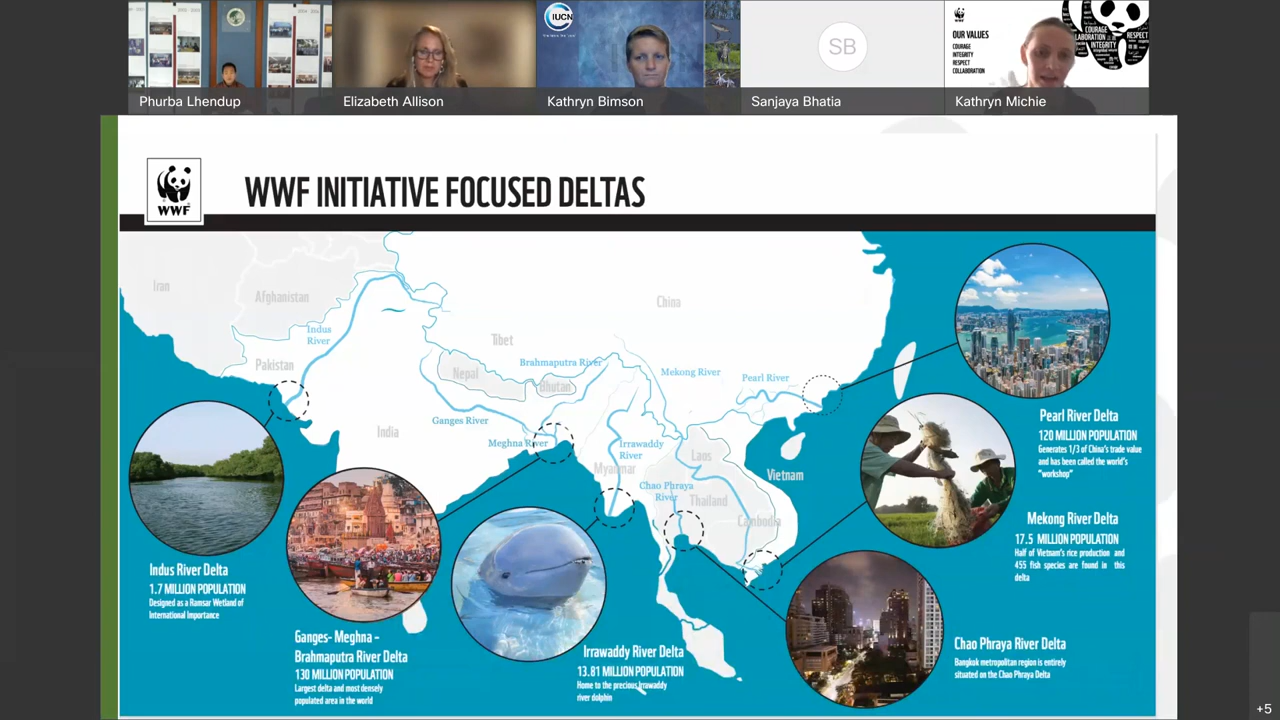 IUCN
OUR VALUES
COURAGE
INTEGRITY
RESPECT
COLLABORATION
COURAGE
COLLABORATION
INTEGRITY
RESPECT
SB
Phurba Lhendup
Elizabeth Allison
Kathryn Bimson
Sanjaya Bhatia
Kathryn Michie
WWF
WWF INITIATIVE FOCUSED DELTAS
Iran
Afghanistan
China
Indus
River
Tibet
Pakistan
Nepal
Brahmaputra River
Bhutan
Mekong River
Pearl River
Ganges River
India
Meghna River
Irrawaddy
River
Myanmar
Laos
Vietnam
Chao Phraya
River
Thailand
Cambodia
Pearl River Delta
120 MILLION POPULATION
Generates 1/3 of China's trade value
and has been called the world's
"workshop"
Mekong River Delta
17.5 MILLION POPULATION
Half of Vietnam's rice production and
455 fish species are found in this
delta
Indus River Delta
1.7 MILLION POPULATION
Designed as a Ramsar Wetland of
International Importance
Ganges- Meghna -
Brahmaputra River Delta
130 MILLION POPULATION
Largest delta and most densely
populated area in the world
Irrawaddy River Delta
13.81 MILLION POPULATION
Home to the precious Irrawaddy
river dolphin
Chao Phraya River Delta
Bangkok metropolitan region is entirely
situated on the Chao Phraya Delta
+5